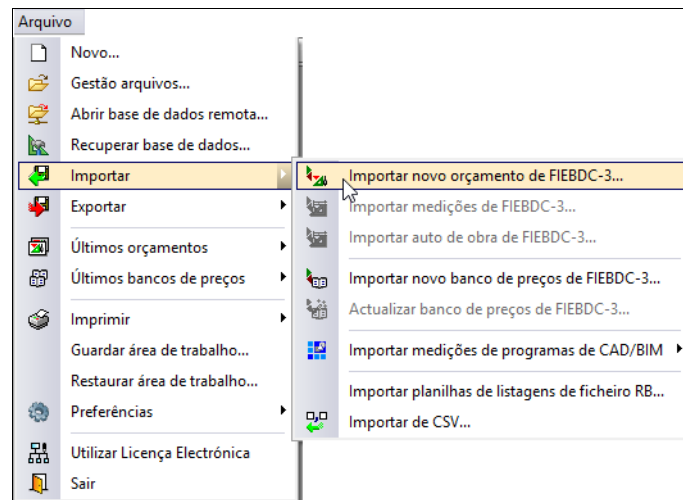 Arquivo
Novo...
Gestão arquivos...
Abrir base de dados remota...
Recuperar base de dados...
Importar
Exportar
Últimos orçamentos
Últimos bancos de preços
Imprimir
Guardar área de trabalho...
Restaurar área de trabalho...
Preferências
Utilizar Licença Electrónica
Sair
Importar novo orçamento de FIEBDC-3...
Importar medições de FIEBDC-3...
Importar auto de obra de FIEBDC-3...
Importar novo banco de preços de FIEBDC-3...
Actualizar banco de preços de FIEBDC-3...
Importar medições de programas de CAD/BIM
Importar planilhas de listagens de ficheiro RB...
Importar de CSV...